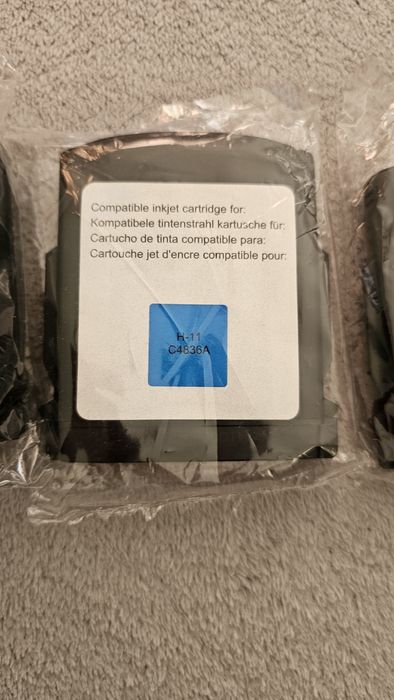 Compatible inkjet cartridge for:
Kompatibele tintenstrahl kartusche für:
Cartucho de tinta compatible para:
Cartouche jet d'encre compatible pour:
H-11
C4836A